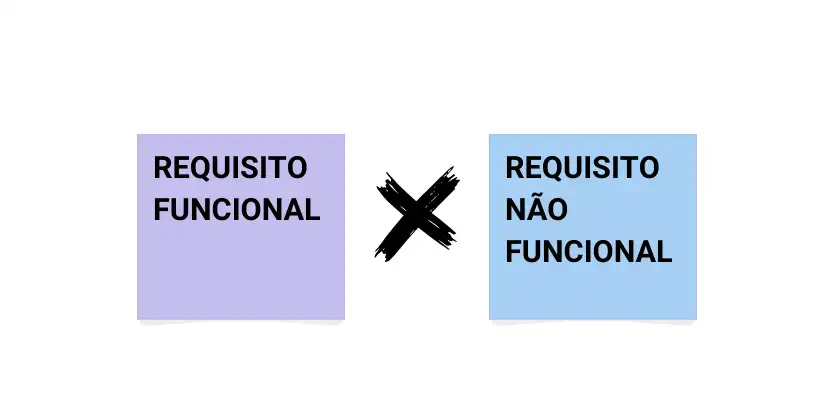 REQUISITO
FUNCIONAL
REQUISITO
NÃO
FUNCIONAL